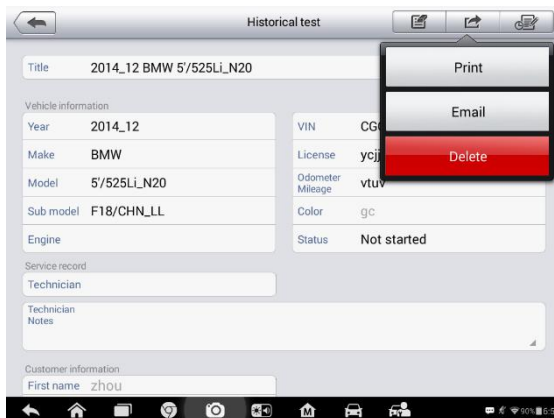 Historical test
Title 2014_12 BMW 5'/525Li_N20
Print
Email
Delete
Vehicle information
Year 2014_12
Make BMW
Model 5'/525Li_N20
Sub model F18/CHN_LL
Engine
VIN
License ycjj
Odometer
Mileage vtuv
Color gc
Status Not started
Service record
Technician
Technician
Notes
Customer information
First name zhou
90%